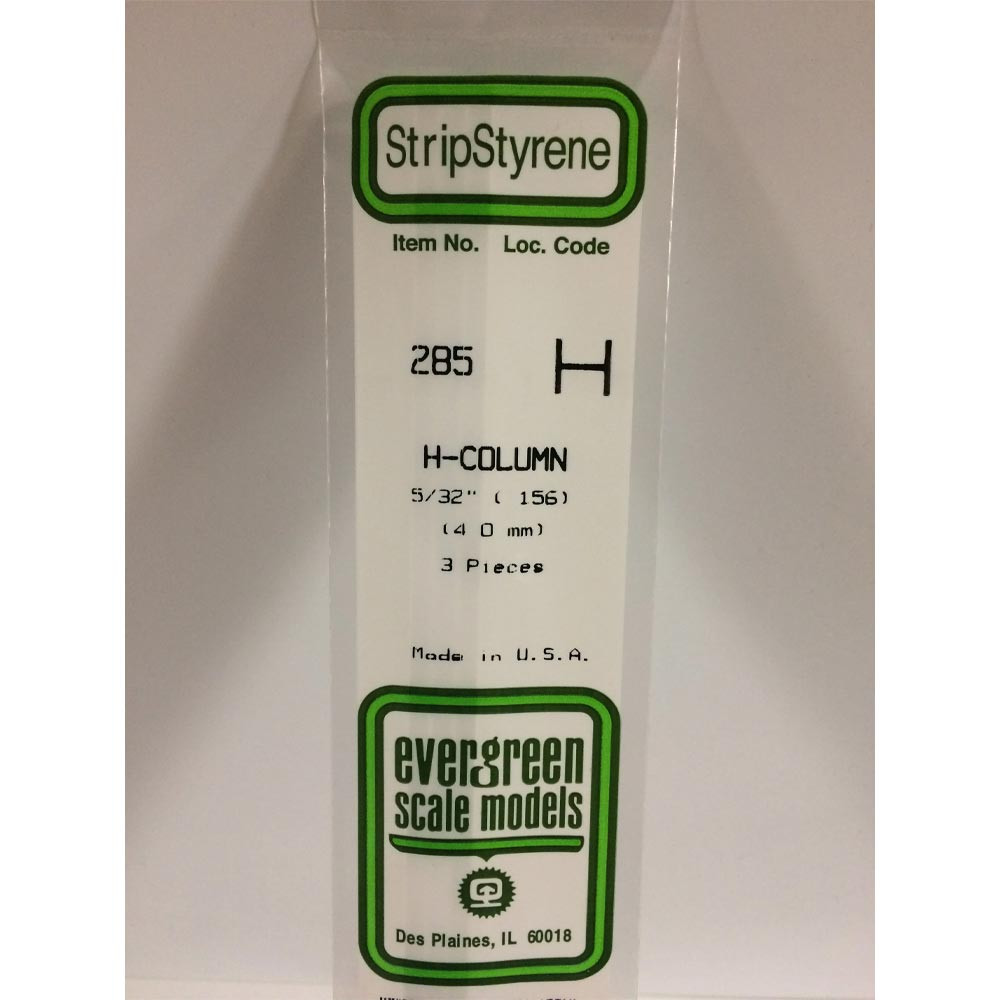 StripStyrene
Item No. Loc. Code
285 H
H-COLUMN
5/32" ( 156)
(4 0 mm)
3 Pieces
Made in U.S.A.
evergreen
scale models
Des Plaines, IL 60018